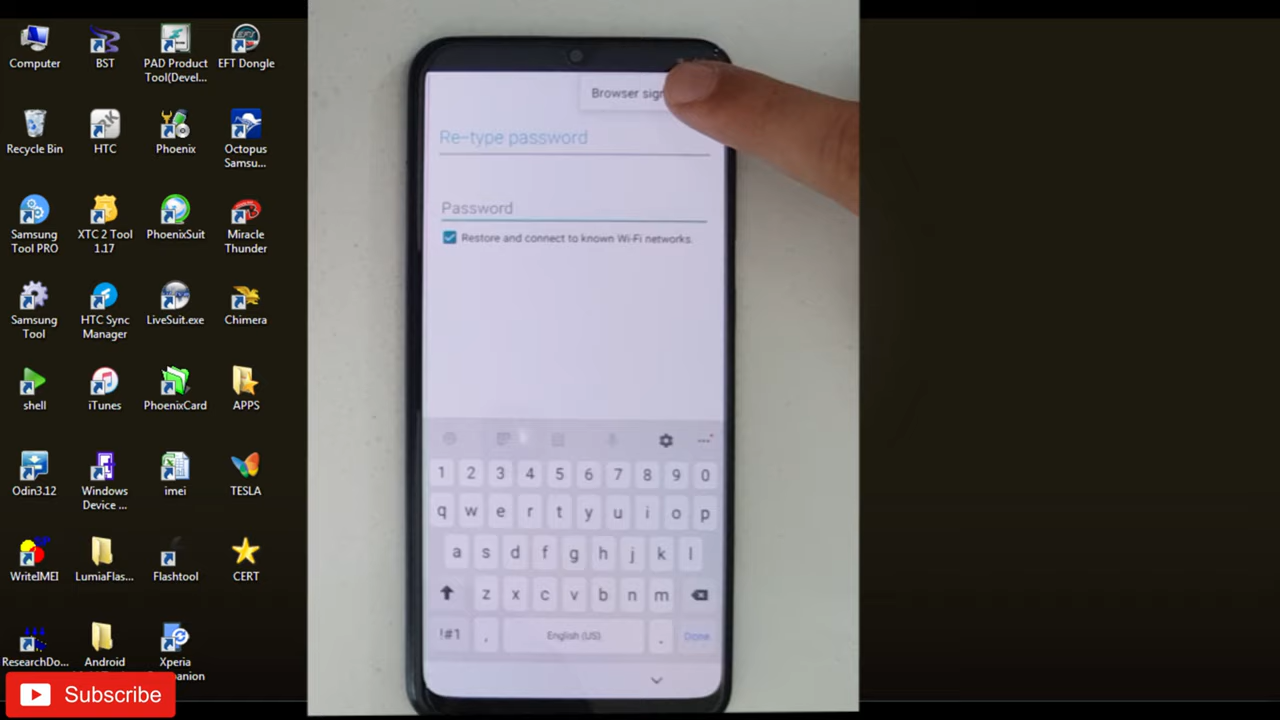 Computer
BST
PAD Product
Tool(Devel...
EFT Dongle
Recycle Bin
HTC
Phoenix
Octopus
Samsu...
Samsung
Tool PRO
XTC 2 Tool
1.17
PhoenixSuit
Miracle
Thunder
Samsung
Tool
HTC Sync
Manager
LiveSuit.exe
Chimera
shell
iTunes
PhoenixCard
APPS
Odin3.12
Windows
Device ...
imei
TESLA
WriteIMEI
LumiaFlas...
Flashtool
CERT
ResearchDo...
Android
Xperia
Subscribe
EFT
Browser
Re-type password
Password
Restore and connect to known Wi-Fi networks.
1 2 3 4 5 6 7 8 9 0
q w e r t y u i o p
a s d f g h j k l
z x c v b n m
!#1 , English (US) . Done